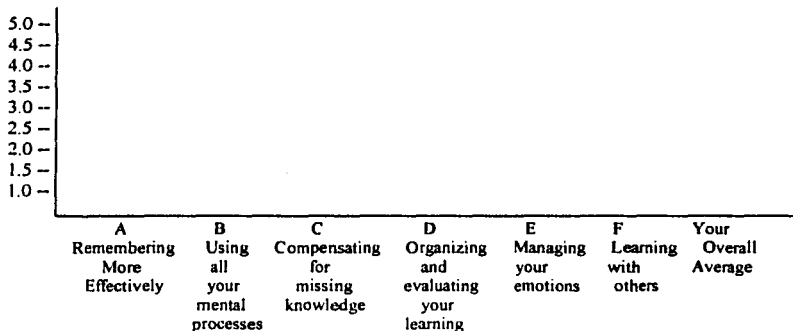 5.0 --
4.5 --
4.0 --
3.5 --
3.0 --
2.5 --
2.0 --
1.5 --
1.0 --
A B C D E F Your
Remembering Using Compensating Organizing Managing Learning Overall
More all for and your with Average
Effectively your missing evaluating emotions others
mental knowledge your
processes learning